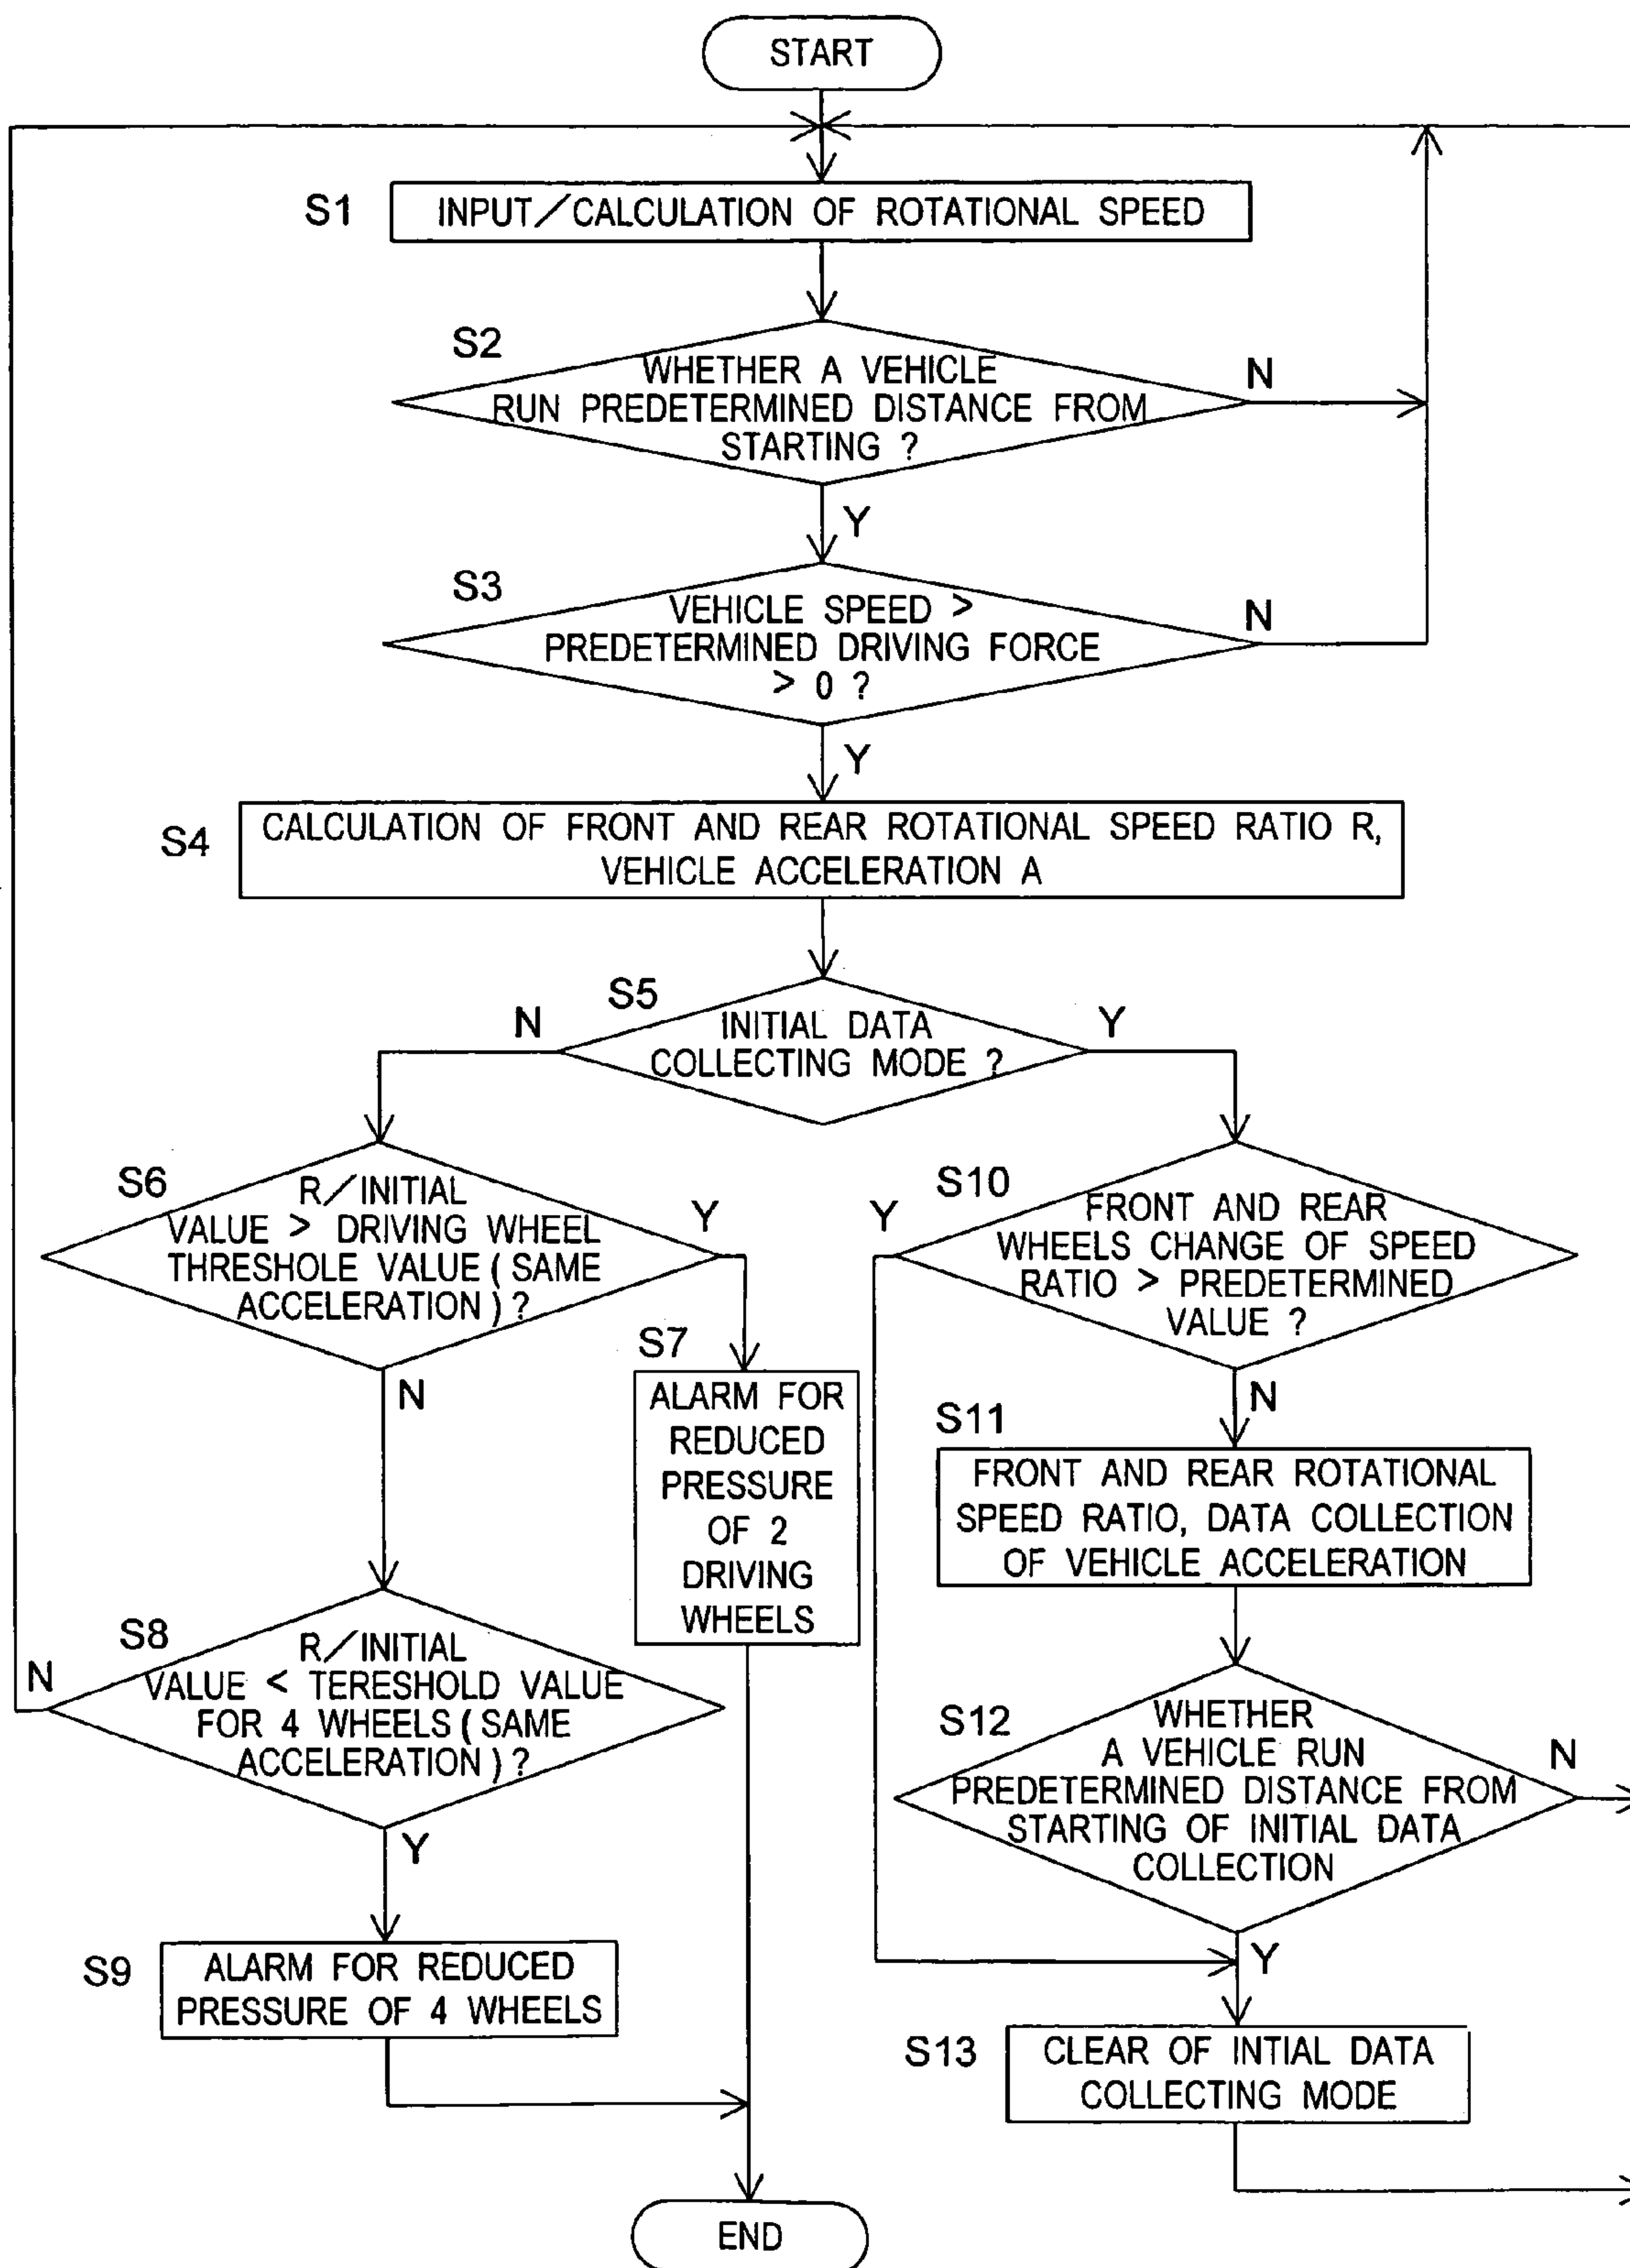 START
S1
INPUT/CALCULATION OF ROTATIONAL SPEED
S2
WHETHER A VEHICLE
RUN PREDETERMINED DISTANCE FROM
STARTING ?
N
Y
S3
VEHICLE SPEED >
PREDETERMINED DRIVING FORCE
> 0 ?
N
Y
S4
CALCULATION OF FRONT AND REAR ROTATIONAL SPEED RATIO R,
VEHICLE ACCELERATION A
S5
INITIAL DATA
COLLECTING MODE ?
N
Y
S6
R/INITIAL
VALUE > DRIVING WHEEL
THRESHOLE VALUE (SAME
ACCELERATION) ?
Y
N
S7
ALARM FOR
REDUCED
PRESSURE
OF 2
DRIVING
WHEELS
S8
R/INITIAL
VALUE < TERESHOLD VALUE
FOR 4 WHEELS (SAME
ACCELERATION) ?
N
Y
S9
ALARM FOR REDUCED
PRESSURE OF 4 WHEELS
S10
FRONT AND REAR
WHEELS CHANGE OF SPEED
RATIO > PREDETERMINED
VALUE ?
Y
N
S11
FRONT AND REAR ROTATIONAL
SPEED RATIO, DATA COLLECTION
OF VEHICLE ACCELERATION
S12
WHETHER
A VEHICLE RUN
PREDETERMINED DISTANCE FROM
STARTING OF INITIAL DATA
COLLECTION
N
Y
S13
CLEAR OF INTIAL DATA
COLLECTING MODE
END